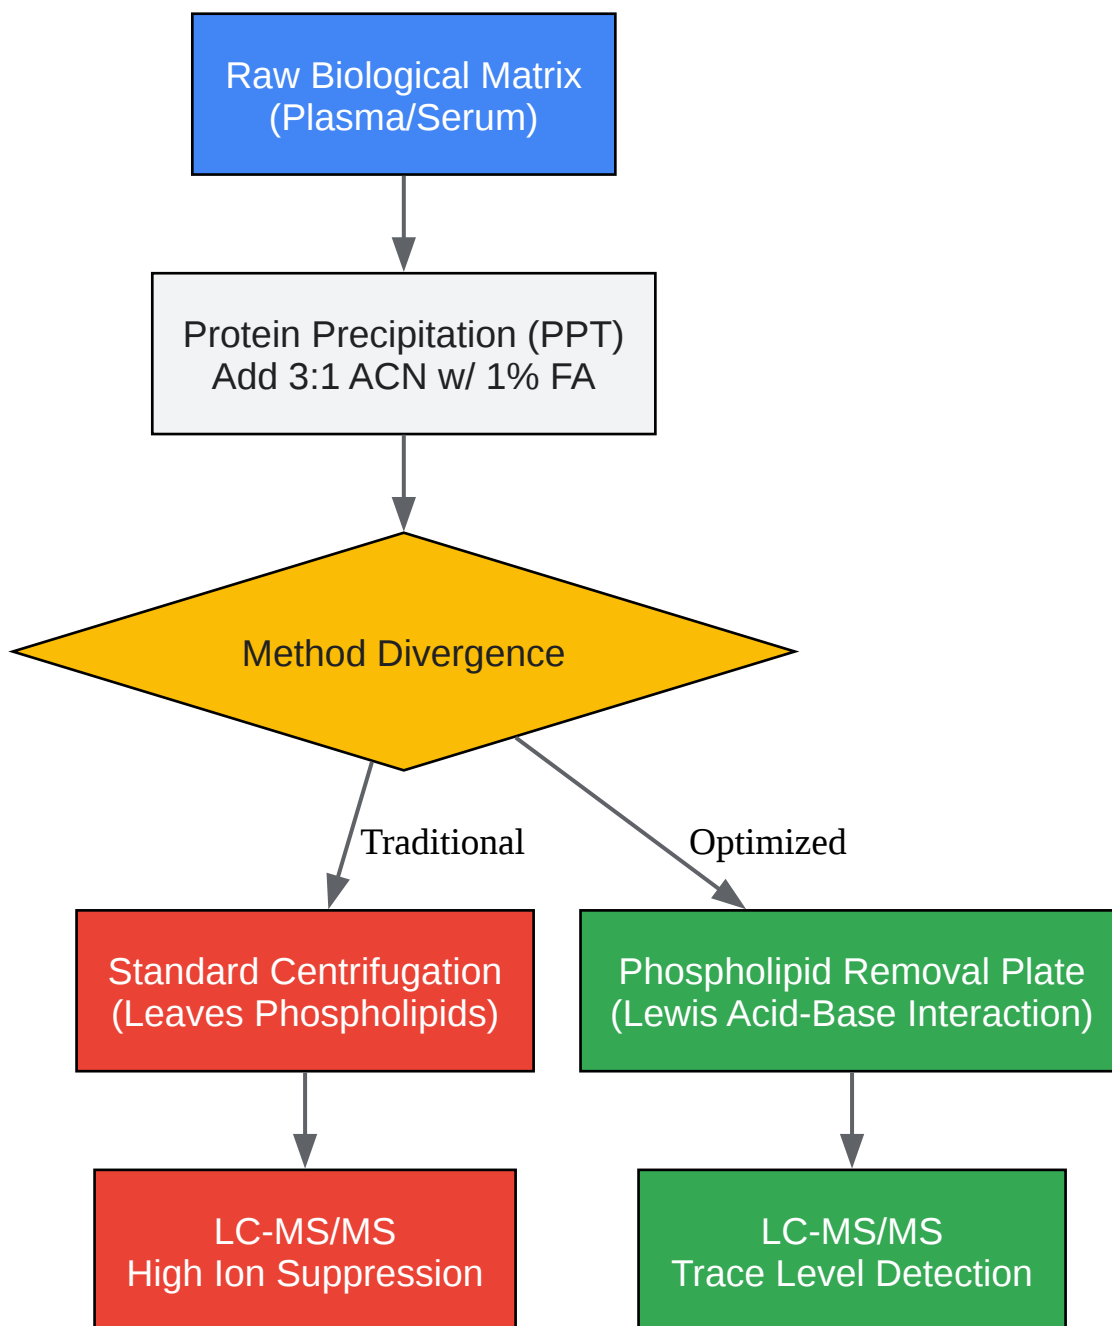 Raw Biological Matrix
(Plasma/Serum)
Protein Precipitation (PPT)
Add 3:1 ACN w/ 1% FA
Method Divergence
Traditional
Optimized
Standard Centrifugation
(Leaves Phospholipids)
Phospholipid Removal Plate
(Lewis Acid-Base Interaction)
LC-MS/MS
High Ion Suppression
LC-MS/MS
Trace Level Detection